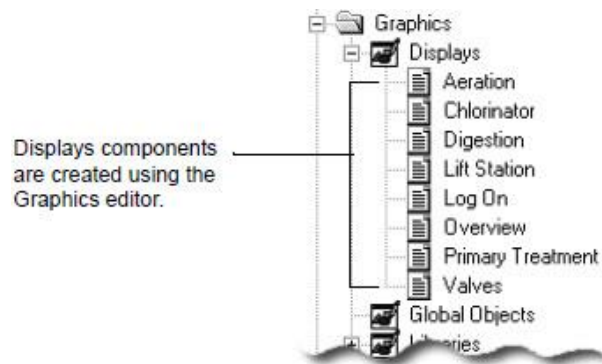 Graphics
Displays
Aeration
Chlorinator
Digestion
Lift Station
Log On
Overview
Primary Treatment
Valves
Global Objects
Libraries
Displays components
are created using the
Graphics editor.